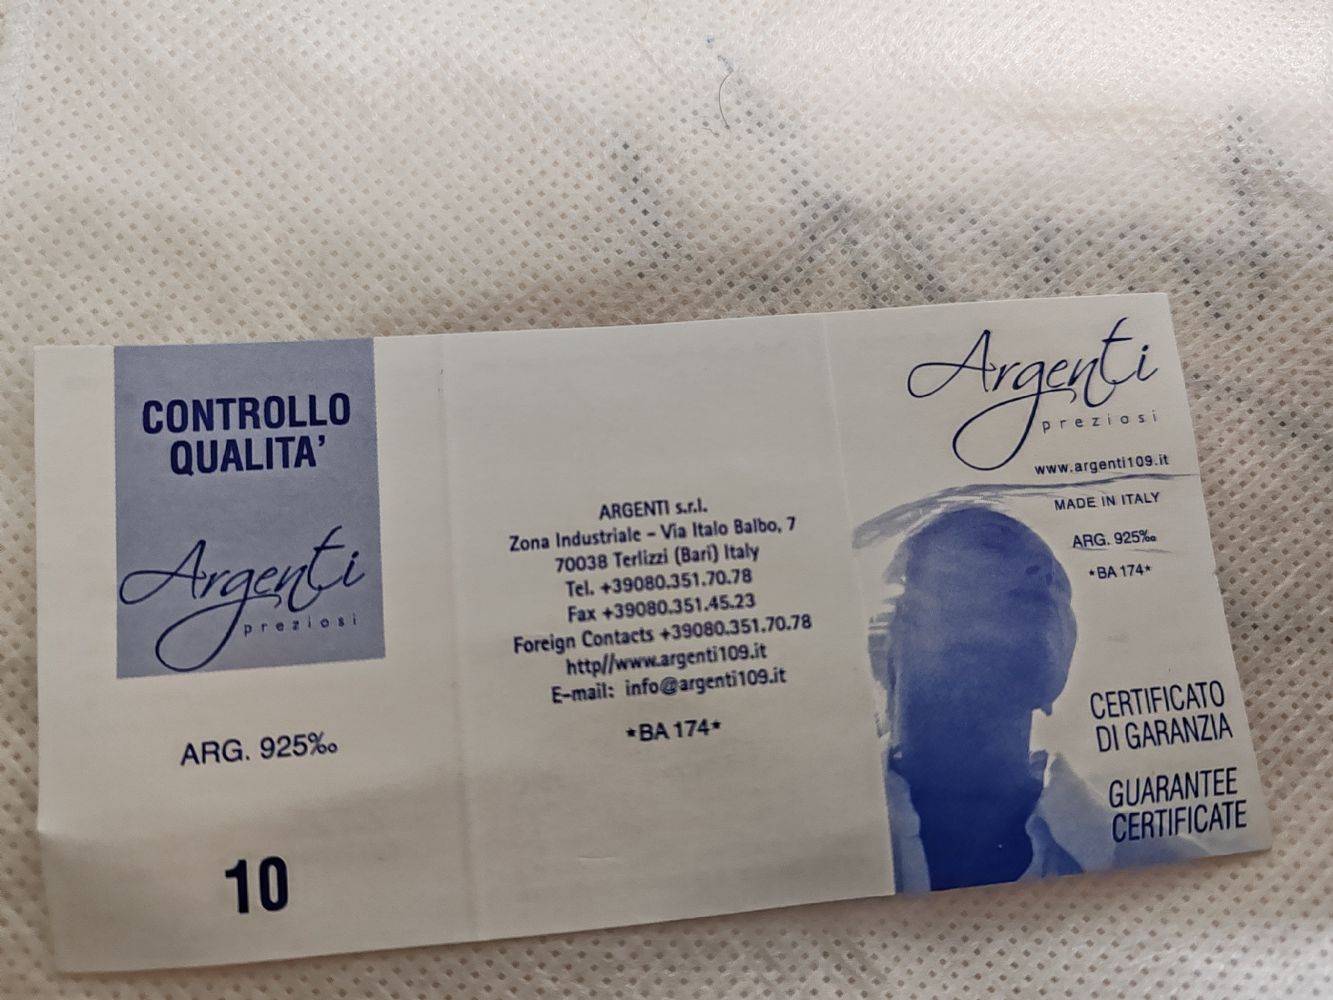 CONTROLLO
QUALITA'
Argenti
preziosi
ARG. 925‰
10
ARGENTI s.r.l.
Zona Industriale - Via Italo Balbo, 7
70038 Terlizzi (Bari) Italy
Tel. +39080.351.70.78
Fax +39080.351.45.23
Foreign Contacts +39080.351.70.78
http//www.argenti109.it
E-mail: info@argenti109.it
*BA 174*
Argenti
preziosi
www.argenti109.it
MADE IN ITALY
ARG. 925‰
*BA 174*
CERTIFICATO
DI GARANZIA
GUARANTEE
CERTIFICATE